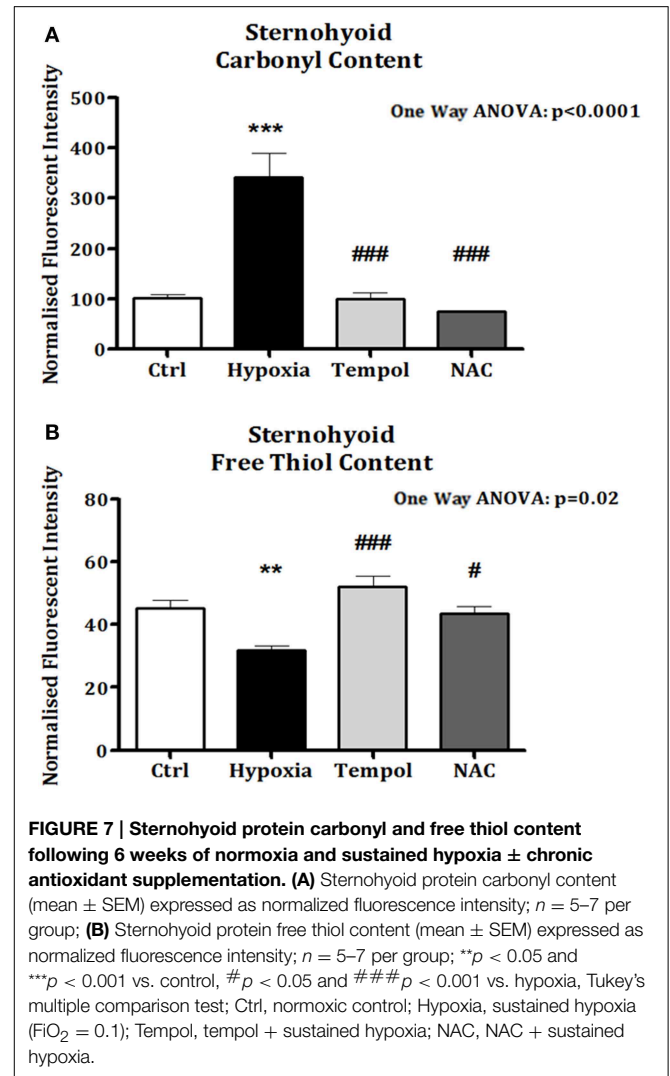 A
Sternohyoid
Carbonyl Content
One Way ANOVA: p<0.0001
Normalised Fluorescent Intensity
500
400
300
200
100
0
***
###
###
Ctrl Hypoxia Tempol NAC
B
Sternohyoid
Free Thiol Content
One Way ANOVA: p=0.02
Normalised Fluorescent Intensity
80
60
40
20
0
**
###
#
Ctrl Hypoxia Tempol NAC
FIGURE 7 | Sternohyoid protein carbonyl and free thiol content
following 6 weeks of normoxia and sustained hypoxia ± chronic
antioxidant supplementation. (A) Sternohyoid protein carbonyl content
(mean ± SEM) expressed as normalized fluorescence intensity; n = 5–7 per
group; (B) Sternohyoid protein free thiol content (mean ± SEM) expressed as
normalized fluorescence intensity; n = 5–7 per group; **p < 0.05 and
***p < 0.001 vs. control, #p < 0.05 and ###p < 0.001 vs. hypoxia, Tukey's
multiple comparison test; Ctrl, normoxic control; Hypoxia, sustained hypoxia
(FiO₂ = 0.1); Tempol, tempol + sustained hypoxia; NAC, NAC + sustained
hypoxia.